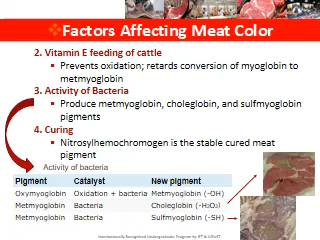 ❖Factors Affecting Meat Color
2. Vitamin E feeding of cattle
▪ Prevents oxidation; retards conversion of myoglobin to
metmyoglobin
3. Activity of Bacteria
▪ Produce metmyoglobin, choleglobin, and sulfmyoglobin
pigments
4. Curing
▪ Nitrosylhemochromogen is the stable cured meat
pigment
Activity of bacteria
Pigment Catalyst New pigment
Oxymyoglobin Oxidation + bacteria Metmyoglobin (-OH)
Metmyoglobin Bacteria Choleglobin (-H2O2)
Metmyoglobin Bacteria Sulfmyoglobin (-SH)
Internationally Recognized Undergraduate Program by IFT &